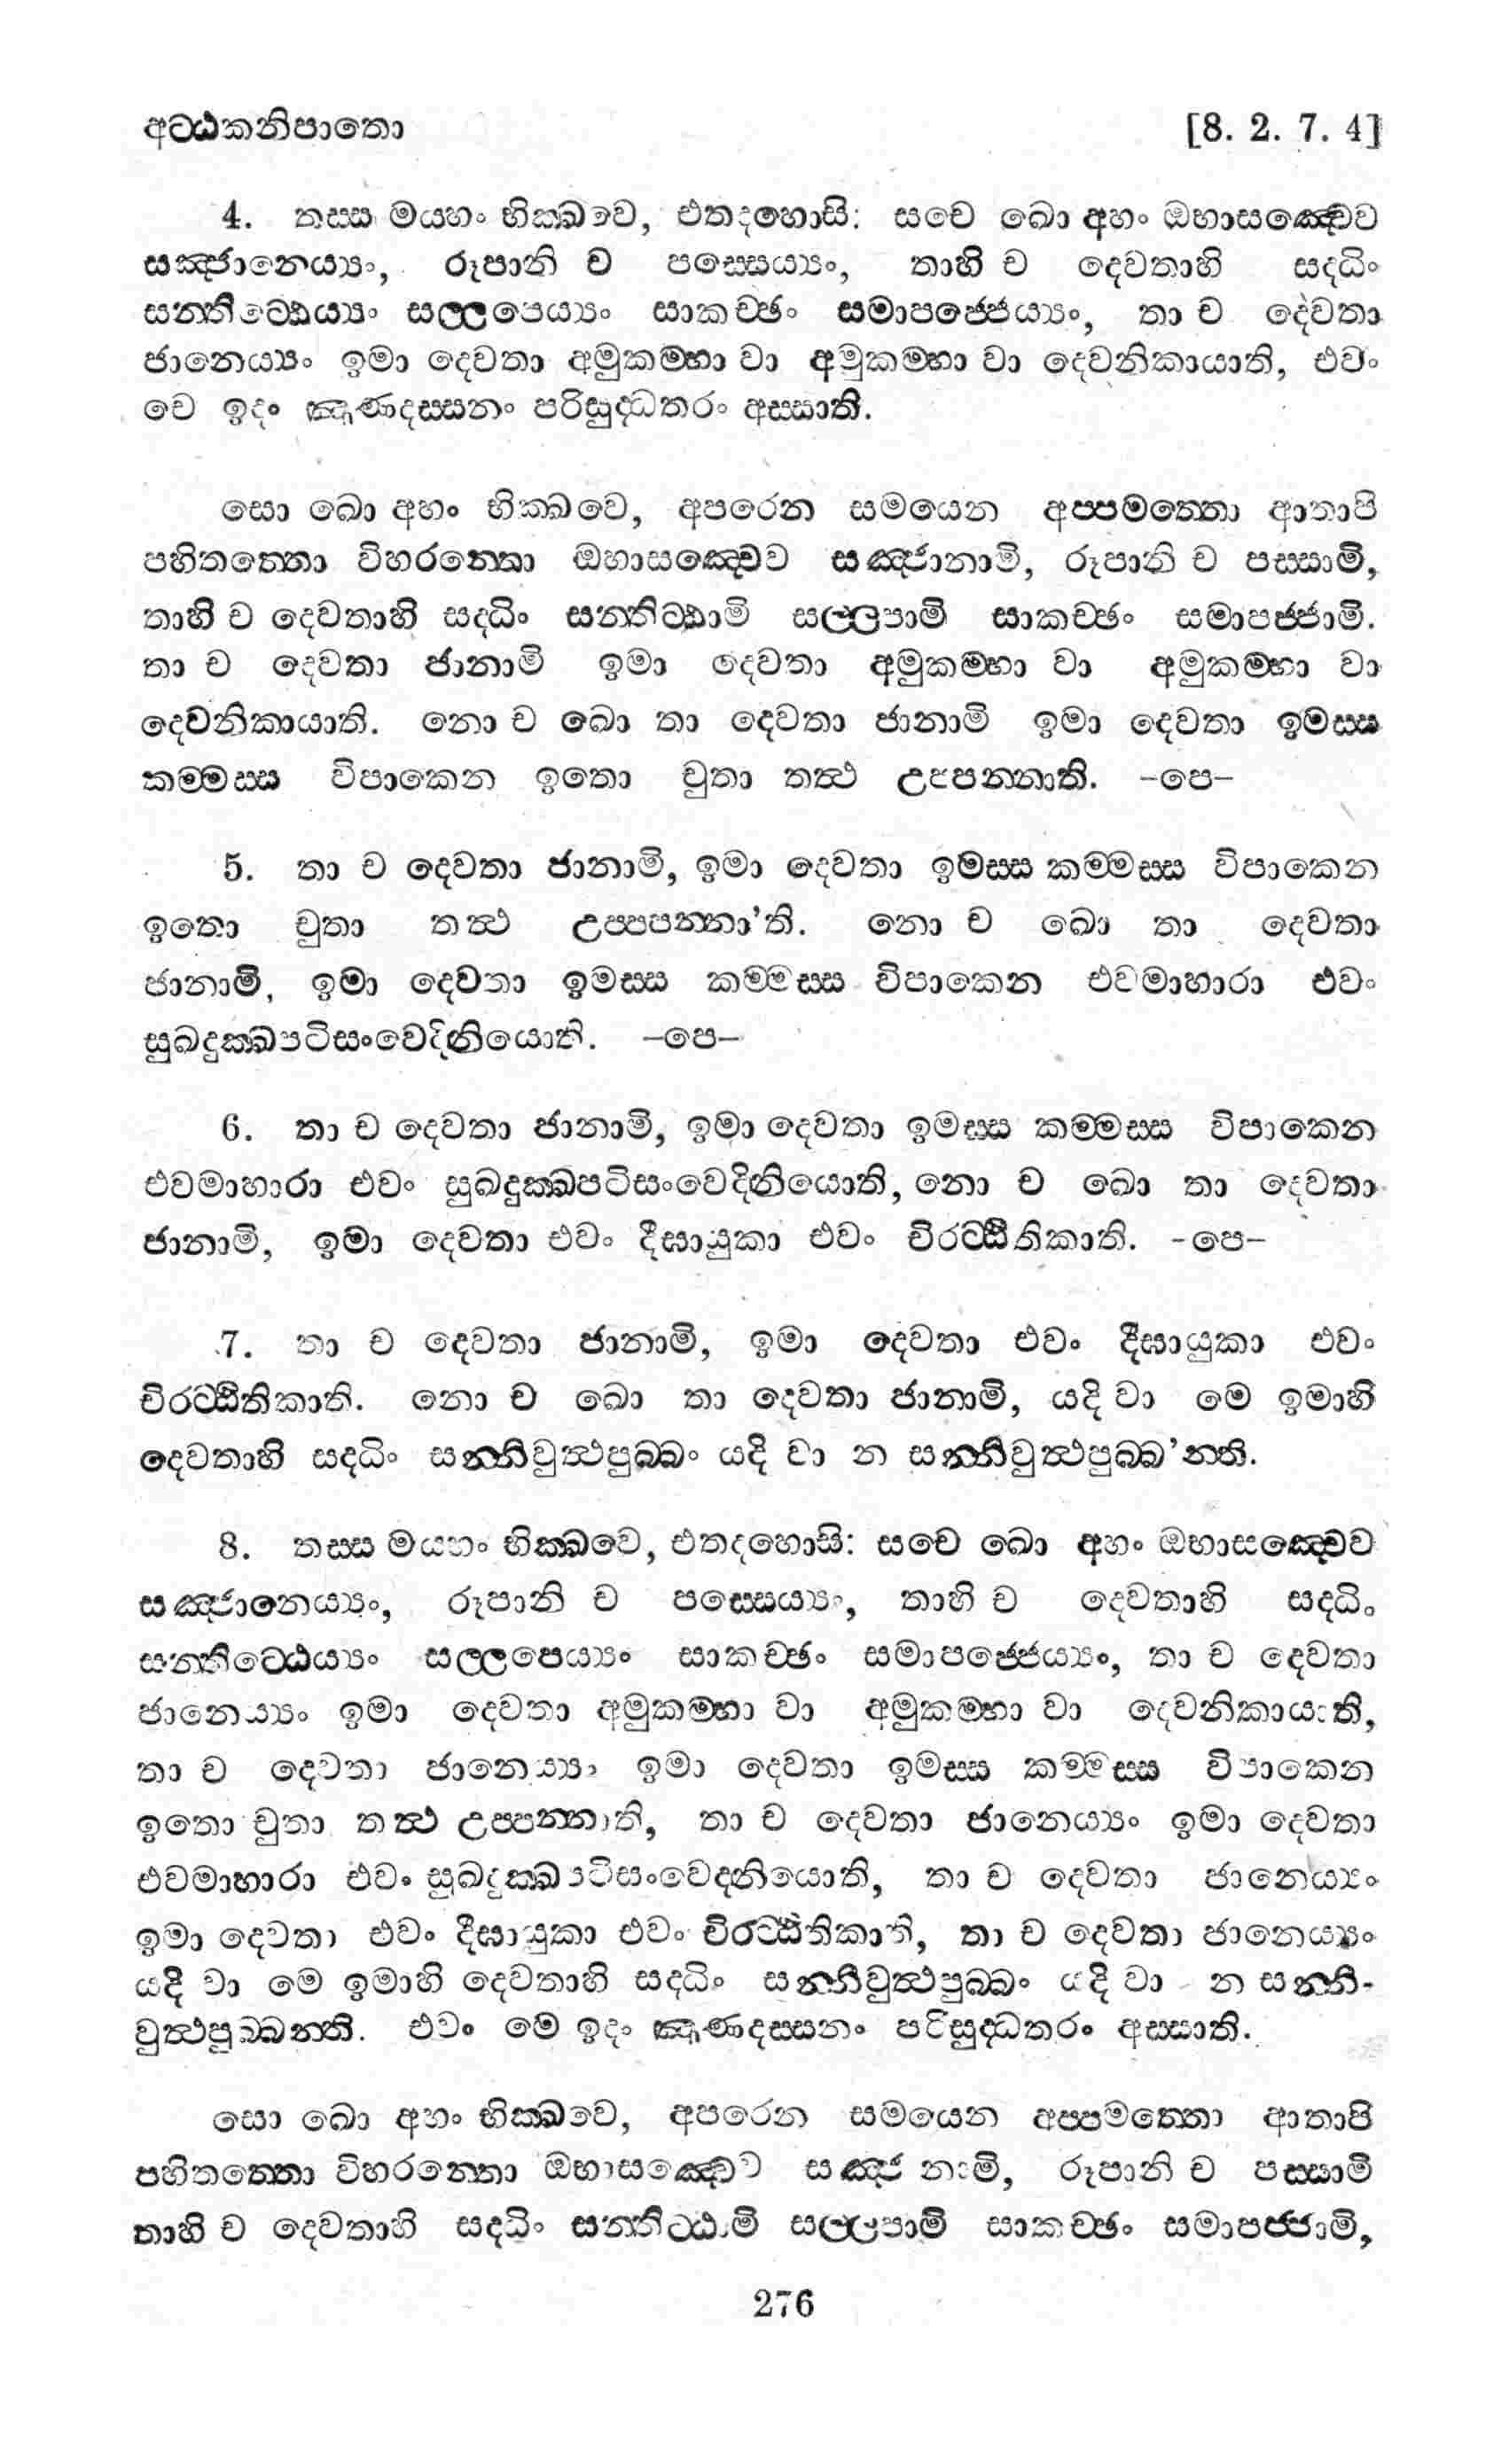 අට්ඨකනිපාතො [8. 2. 7. 4]
4. තස්ස මය්හං භික්ඛවෙ, එතදහොසි: සචෙ ඛො අහං ඔභාසඤ්චෙව
සඤ්ජානෙය්‍යං, රූපානි ච පස්සෙය්‍යං, තාහි ච දෙවතාහි සද්ධිං
සන්තිට්ඨෙය්‍යං සල්ලපෙය්‍යං සාකච්ඡං සමාපජ්ජෙය්‍යං, තා ච දෙවතා
ජානෙය්‍යං ඉමා දෙවතා අමුකම්හා වා අමුකම්හා වා දෙවනිකායාති, එවං
චෙ ඉදං ඤාණදස්සනං පරිසුද්ධතරං අස්සාති.
සො ඛො අහං භික්ඛවෙ, අපරෙන සමයෙන අප්පමත්තො ආතාපි
පහිතත්තො විහරන්තො ඔහාසඤ්චෙව සඤ්ජානාමි, රූපානි ච පස්සාමි,
තාහි ච දෙවතාහි සද්ධිං සන්තිට්ඨාමි සල්ලපාමි සාකච්ඡං සමාපජ්ජාමි.
තා ච දෙවතා ජානාමි ඉමා දෙවතා අමුකම්හා වා අමුකම්හා වා
දෙවනිකායාති. නො ච ඛො තා දෙවතා ජානාමි ඉමා දෙවතා ඉමස්ස
කම්මස්ස විපාකෙන ඉතො චුතා තත්‍ථ උප්පන්නාති. –පෙ–
5. තා ච දෙවතා ජානාමි, ඉමා දෙවතා ඉමස්ස කම්මස්ස විපාකෙන
ඉතො චුතා තත්‍ථ උප්පපන්නා’ති. නො ච ඛො තා දෙවතා
ජානාමි, ඉමා දෙවතා ඉමස්ස කම්මස්ස විපාකෙන එවමාහාරා එවං
සුඛදුක්ඛපටිසංවෙදිනියොති. –පෙ–
6. තා ච දෙවතා ජානාමි, ඉමා දෙවතා ඉමස්ස කම්මස්ස විපාකෙන
එවමාහාරා එවං සුඛදුක්ඛපටිසංවෙදිනියොති, නො ච ඛො තා දෙවතා
ජානාමි, ඉමා දෙවතා එවං දීඝායුකා එවං චිරට්ඨිතිකාති. -පෙ–
7. තා ච දෙවතා ජානාමි, ඉමා දෙවතා එවං දීඝායුකා එවං
චිරට්ඨිතිකාති. නො ච ඛො තා දෙවතා ජානාමි, යදි වා මෙ ඉමාහි
දෙවතාහි සද්ධිං සන්නිවුත්‍ථපුබ්බං යදි වා න සන්නිවුත්‍ථපුබ්බ’න්ති.
8. තස්ස මය්හං භික්ඛවෙ, එතදහොසි: සචෙ ඛො අහං ඔභාසඤ්චෙව
සඤ්ජානෙය්‍යං, රූපානි ච පස්සෙය්‍යං, තාහි ච දෙවතාහි සද්ධිං
සන්තිට්ඨෙය්‍යං සල්ලපෙය්‍යං සාකච්ඡං සමාපජ්ජෙය්‍යං, තා ච දෙවතා
ජානෙය්‍යං ඉමා දෙවතා අමුකම්හා වා අමුකම්හා වා දෙවනිකායාති,
තා ච දෙවතා ජානෙය්‍යං ඉමා දෙවතා ඉමස්ස කම්මස්ස විපාකෙන
ඉතො චුතා තත්‍ථ උප්පන්නාති, තා ච දෙවතා ජානෙය්‍යං ඉමා දෙවතා
එවමාහාරා එවං සුඛදුක්ඛපටිසංවෙදනියොති, තා ච දෙවතා ජානෙය්‍යං
ඉමා දෙවතා එවං දීඝායුකා එවං චිරට්ඨිතිකාති, තා ච දෙවතා ජානෙය්‍යං
යදි වා මෙ ඉමාහි දෙවතාහි සද්ධිං සන්නිවුත්‍ථපුබ්බං යදි වා න සන්නි-
වුත්‍ථපුබ්බන්ති. එවං මෙ ඉදං ඤාණදස්සනං පරිසුද්ධතරං අස්සාති.
සො ඛො අහං භික්ඛවෙ, අපරෙන සමයෙන අප්පමත්තො ආතාපි
පහිතත්තො විහරන්තො ඔභාසඤ්චෙව සඤ්ජානාමි, රූපානි ච පස්සාමි
තාහි ච දෙවතාහි සද්ධිං සන්තිට්ඨාමි සල්ලපාමි සාකච්ඡං සමාපජ්ජාමි,
276